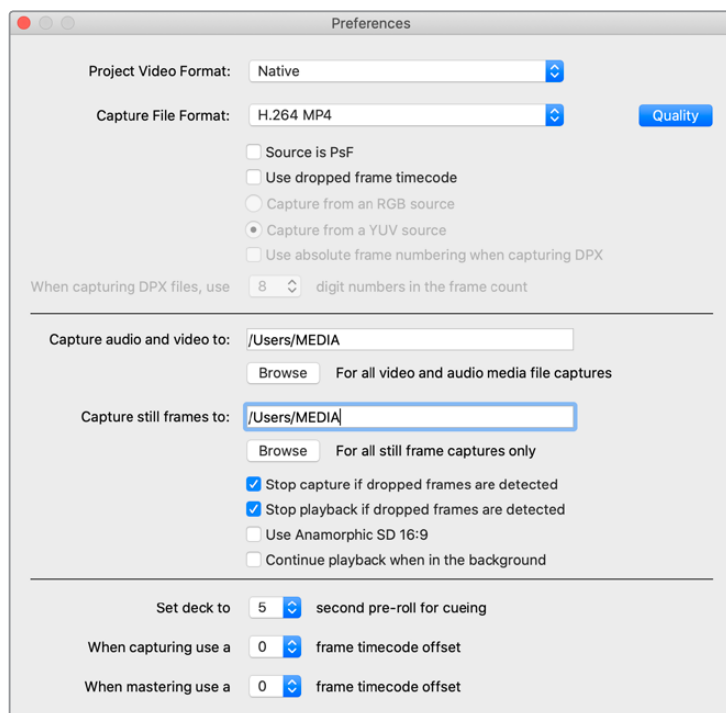 Preferences
Project Video Format: Native
Capture File Format: H.264 MP4 Quality
Source is PsF
Use dropped frame timecode
Capture from an RGB source
Capture from a YUV source
Use absolute frame numbering when capturing DPX
When capturing DPX files, use 8 digit numbers in the frame count
Capture audio and video to: /Users/MEDIA
Browse For all video and audio media file captures
Capture still frames to: /Users/MEDIA
Browse For all still frame captures only
Stop capture if dropped frames are detected
Stop playback if dropped frames are detected
Use Anamorphic SD 16:9
Continue playback when in the background
Set deck to 5 second pre-roll for cueing
When capturing use a 0 frame timecode offset
When mastering use a 0 frame timecode offset